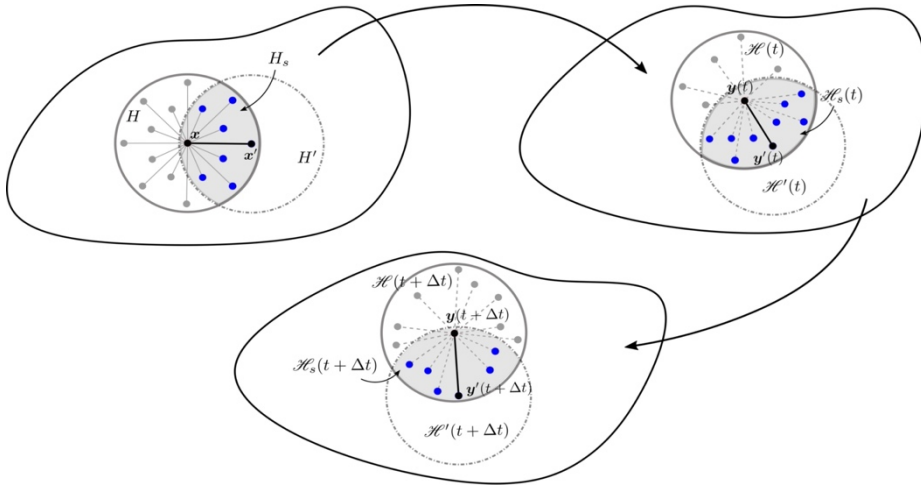 H_s
H
x
x′
H′
ℋ(t)
y(t)
ℋ_s(t)
y′(t)
ℋ′(t)
ℋ(t + Δt)
y(t + Δt)
ℋ_s(t + Δt)
y′(t + Δt)
ℋ′(t + Δt)